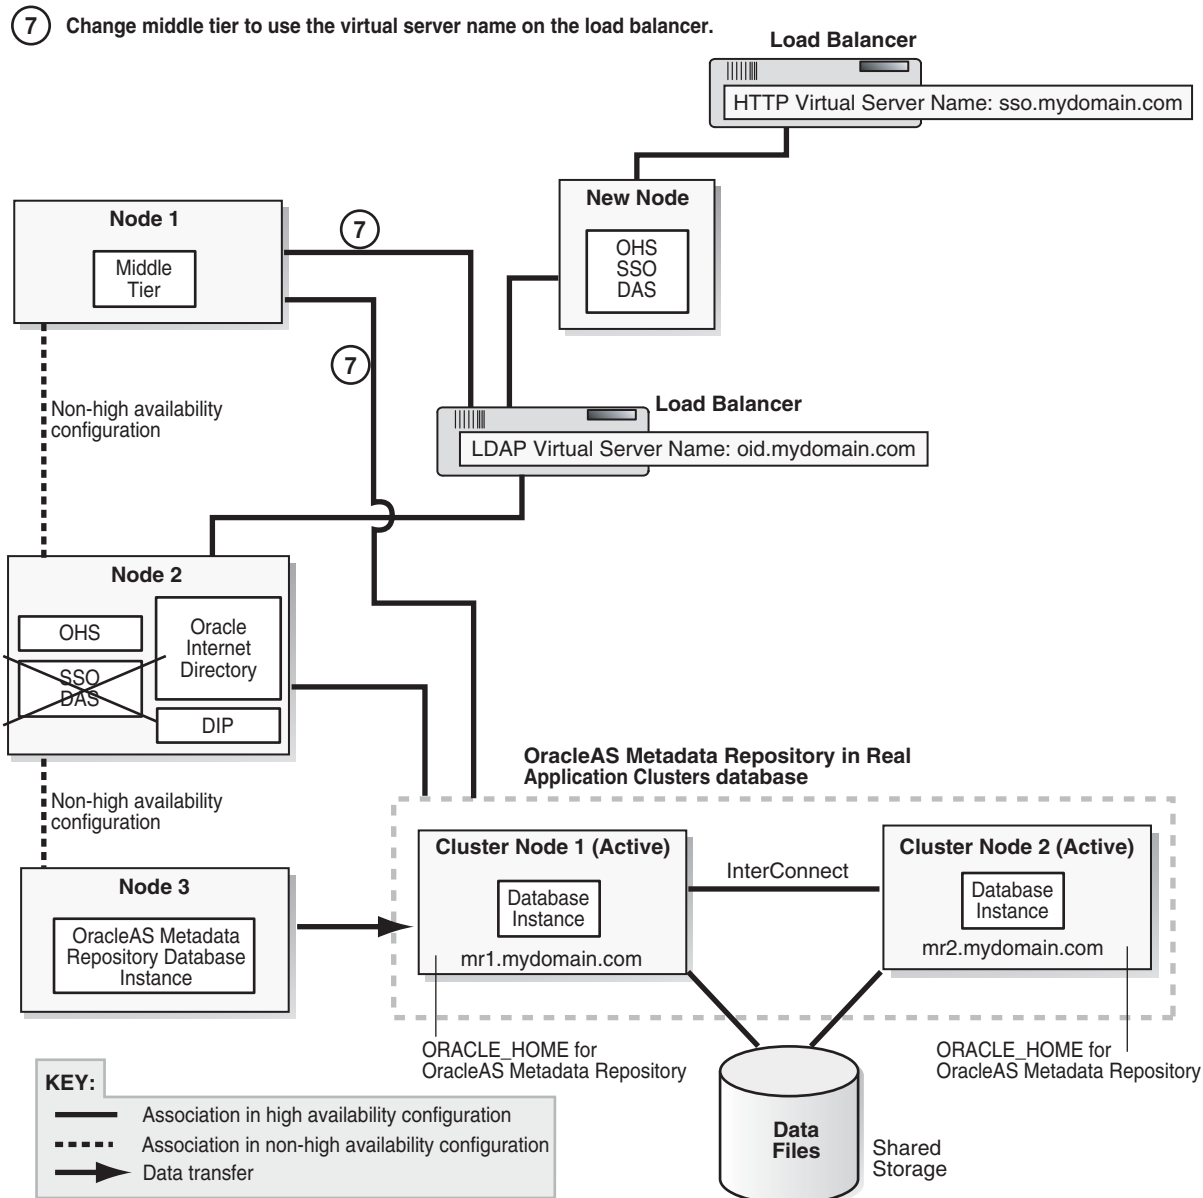 7 Change middle tier to use the virtual server name on the load balancer.
Load Balancer
HTTP Virtual Server Name: sso.mydomain.com
New Node
OHS
SSO
DAS
Node 1
Middle
Tier
7
7
Non-high availability
configuration
Load Balancer
LDAP Virtual Server Name: oid.mydomain.com
Node 2
OHS
SSO
DAS
Oracle
Internet
Directory
DIP
Non-high availability
configuration
OracleAS Metadata Repository in Real
Application Clusters database
Node 3
OracleAS Metadata
Repository Database
Instance
Cluster Node 1 (Active)
Database
Instance
mr1.mydomain.com
InterConnect
Cluster Node 2 (Active)
Database
Instance
mr2.mydomain.com
ORACLE_HOME for
OracleAS Metadata Repository
ORACLE_HOME for
OracleAS Metadata Repository
Data
Files
Shared
Storage
KEY:
Association in high availability configuration
Association in non-high availability configuration
Data transfer